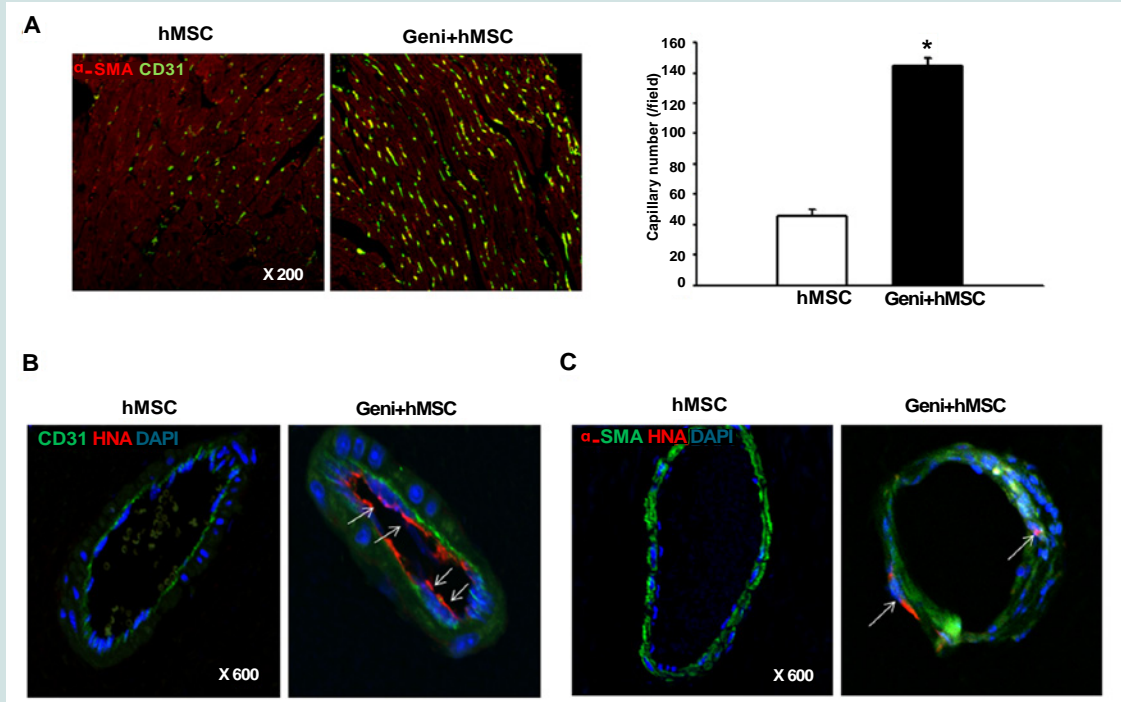 A
hMSC
Geni+hMSC
α-SMA CD31
X 200
Capillary number (/field)
160
140
120
100
80
60
40
20
0
*
hMSC
Geni+hMSC
B
hMSC
Geni+hMSC
CD31 HNA DAPI
X 600
C
hMSC
Geni+hMSC
α-SMA HNA DAPI
X 600